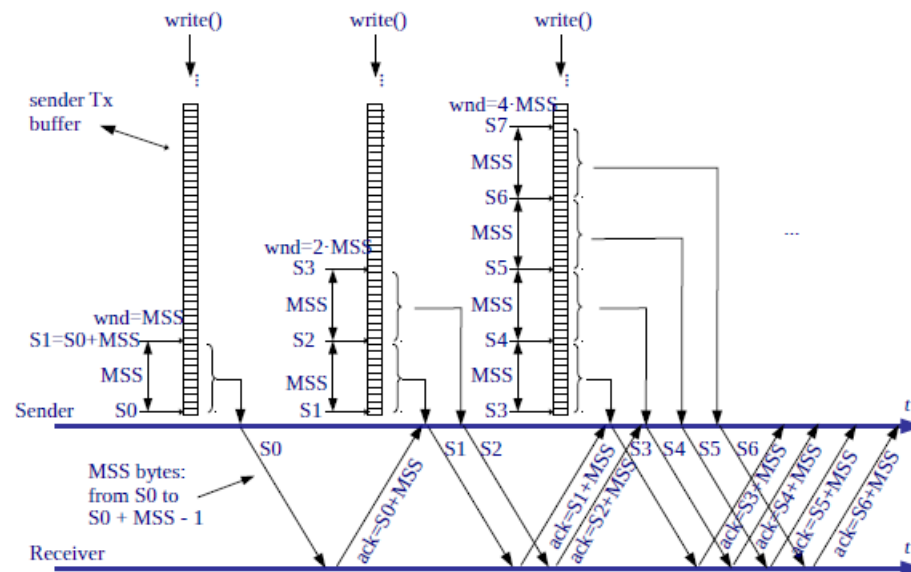 write()
write()
write()
...
...
...
sender Tx
buffer
wnd=4·MSS
S7
MSS
S6
MSS
...
wnd=2·MSS
S3
S5
MSS
MSS
wnd=MSS
S1=S0+MSS
S2
S4
MSS
MSS
MSS
Sender
S0
S1
S3
t
S0
S1
S2
S3
S4
S5
S6
MSS bytes:
from S0 to
S0 + MSS - 1
ack=S0+MSS
ack=S1+MSS
ack=S2+MSS
ack=S3+MSS
ack=S4+MSS
ack=S5+MSS
ack=S6+MSS
Receiver
t